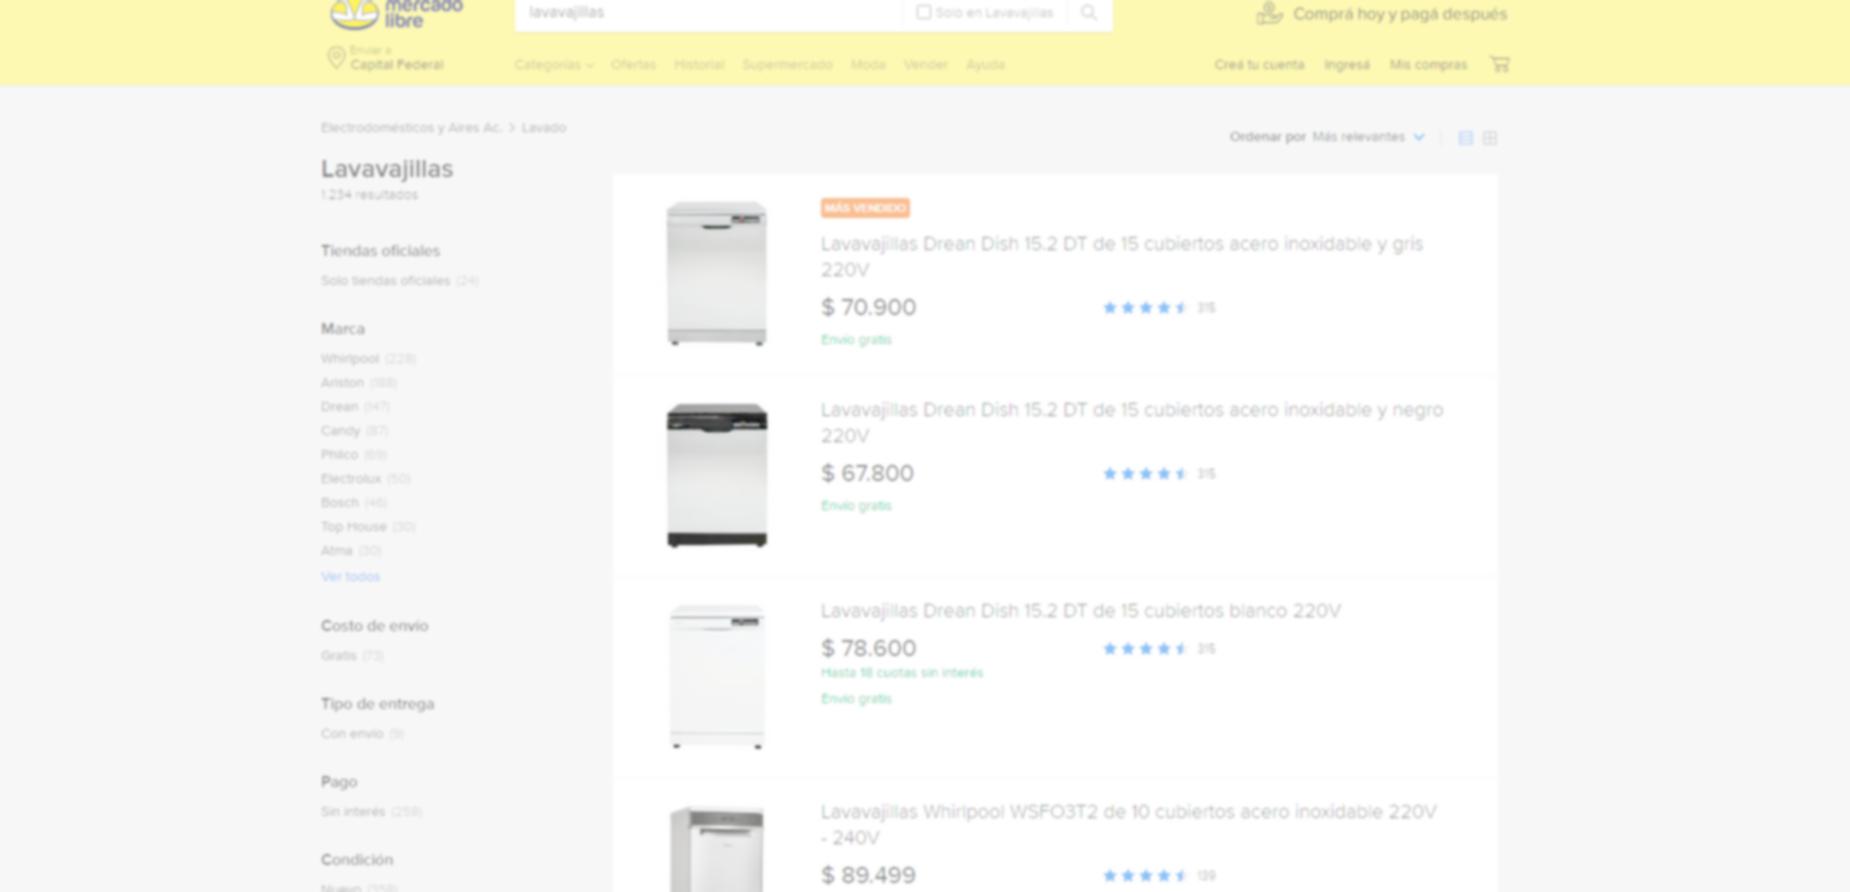 mercado
libre
lavavajillas
Solo en Lavavajillas
Comprá hoy y pagá después
Enviar a
Capital Federal
Categorías
Ofertas
Historial
Supermercado
Moda
Vender
Ayuda
Creá tu cuenta
Ingresá
Mis compras
Electrodomésticos y Aires Ac. > Lavado
Ordenar por Más relevantes
Lavavajillas
1.234 resultados
Tiendas oficiales
Solo tiendas oficiales (24)
Marca
Whirlpool (228)
Ariston (188)
Drean (147)
Candy (87)
Philco (69)
Electrolux (50)
Bosch (46)
Top House (30)
Atma (30)
Ver todos
Costo de envío
Gratis (73)
Tipo de entrega
Con envío (9)
Pago
Sin interés (259)
Condición
Nuevo
MÁS VENDIDO
Lavavajillas Drean Dish 15.2 DT de 15 cubiertos acero inoxidable y gris
220V
$ 70.900
315
Envío gratis
Lavavajillas Drean Dish 15.2 DT de 15 cubiertos acero inoxidable y negro
220V
$ 67.800
315
Envío gratis
Lavavajillas Drean Dish 15.2 DT de 15 cubiertos blanco 220V
$ 78.600
315
Hasta 18 cuotas sin interés
Envío gratis
Lavavajillas Whirlpool WSFO3T2 de 10 cubiertos acero inoxidable 220V
- 240V
$ 89.499
139